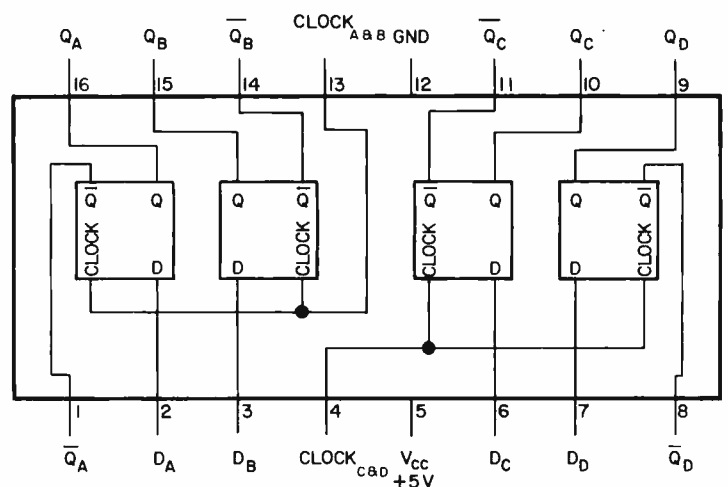 Q_A Q_B Q̅_B CLOCK_A&B GND Q̅_C Q_C Q_D
16 15 14 13 12 11 10 9
Q̅ Q Q Q̅ Q̅ Q Q Q̅
CLOCK D D CLOCK CLOCK D D CLOCK
1 2 3 4 5 6 7 8
Q̅_A D_A D_B CLOCK_C&D V_CC D_C D_D Q̅_D
+5V